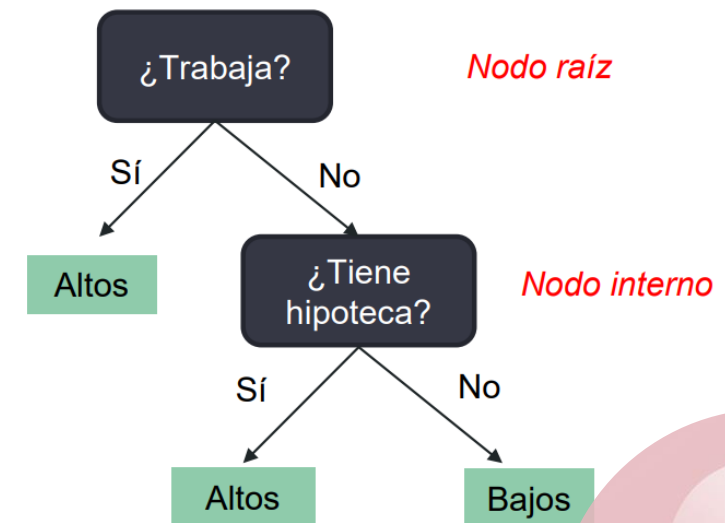 ¿Trabaja?
Nodo raíz
Sí
No
Altos
¿Tiene
hipoteca?
Nodo interno
Sí
No
Altos
Bajos